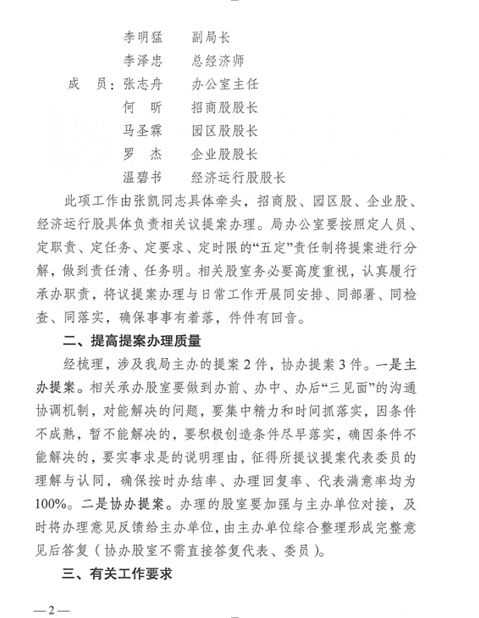 李明猛 副局长
李泽忠 总经济师
成 员：张志舟 办公室主任
何 昕 招商股股长
马圣霖 园区股股长
罗 杰 企业股股长
温碧书 经济运行股股长
此项工作由张凯同志具体牵头，招商股、园区股、企业股、
经济运行股具体负责相关议提案办理。局办公室要按照定人员、
定职责、定任务、定要求、定时限的“五定”责任制将提案进行分
解，做到责任清、任务明。相关股室务必要高度重视，认真履行
承办职责，将议提案办理与日常工作开展同安排、同部署、同检
查、同落实，确保事事有着落，件件有回音。
二、提高提案办理质量
经梳理，涉及我局主办的提案 2 件，协办提案 3 件。一是主
办提案。相关承办股室要做到办前、办中、办后“三见面”的沟通
协调机制，对能解决的问题，要集中精力和时间抓落实，因条件
不成熟，暂不能解决的，要积极创造条件尽早落实，确因条件不
能解决的，要实事求是的说明理由，征得所提议提案代表委员的
理解与认同，确保按时办结率、办理回复率、代表满意率均为
100%。二是协办提案。办理的股室要加强与主办单位对接，及
时将办理意见反馈给主办单位，由主办单位综合整理形成完整意
见后答复（协办股室不需直接答复代表、委员）。
三、有关工作要求
—2—